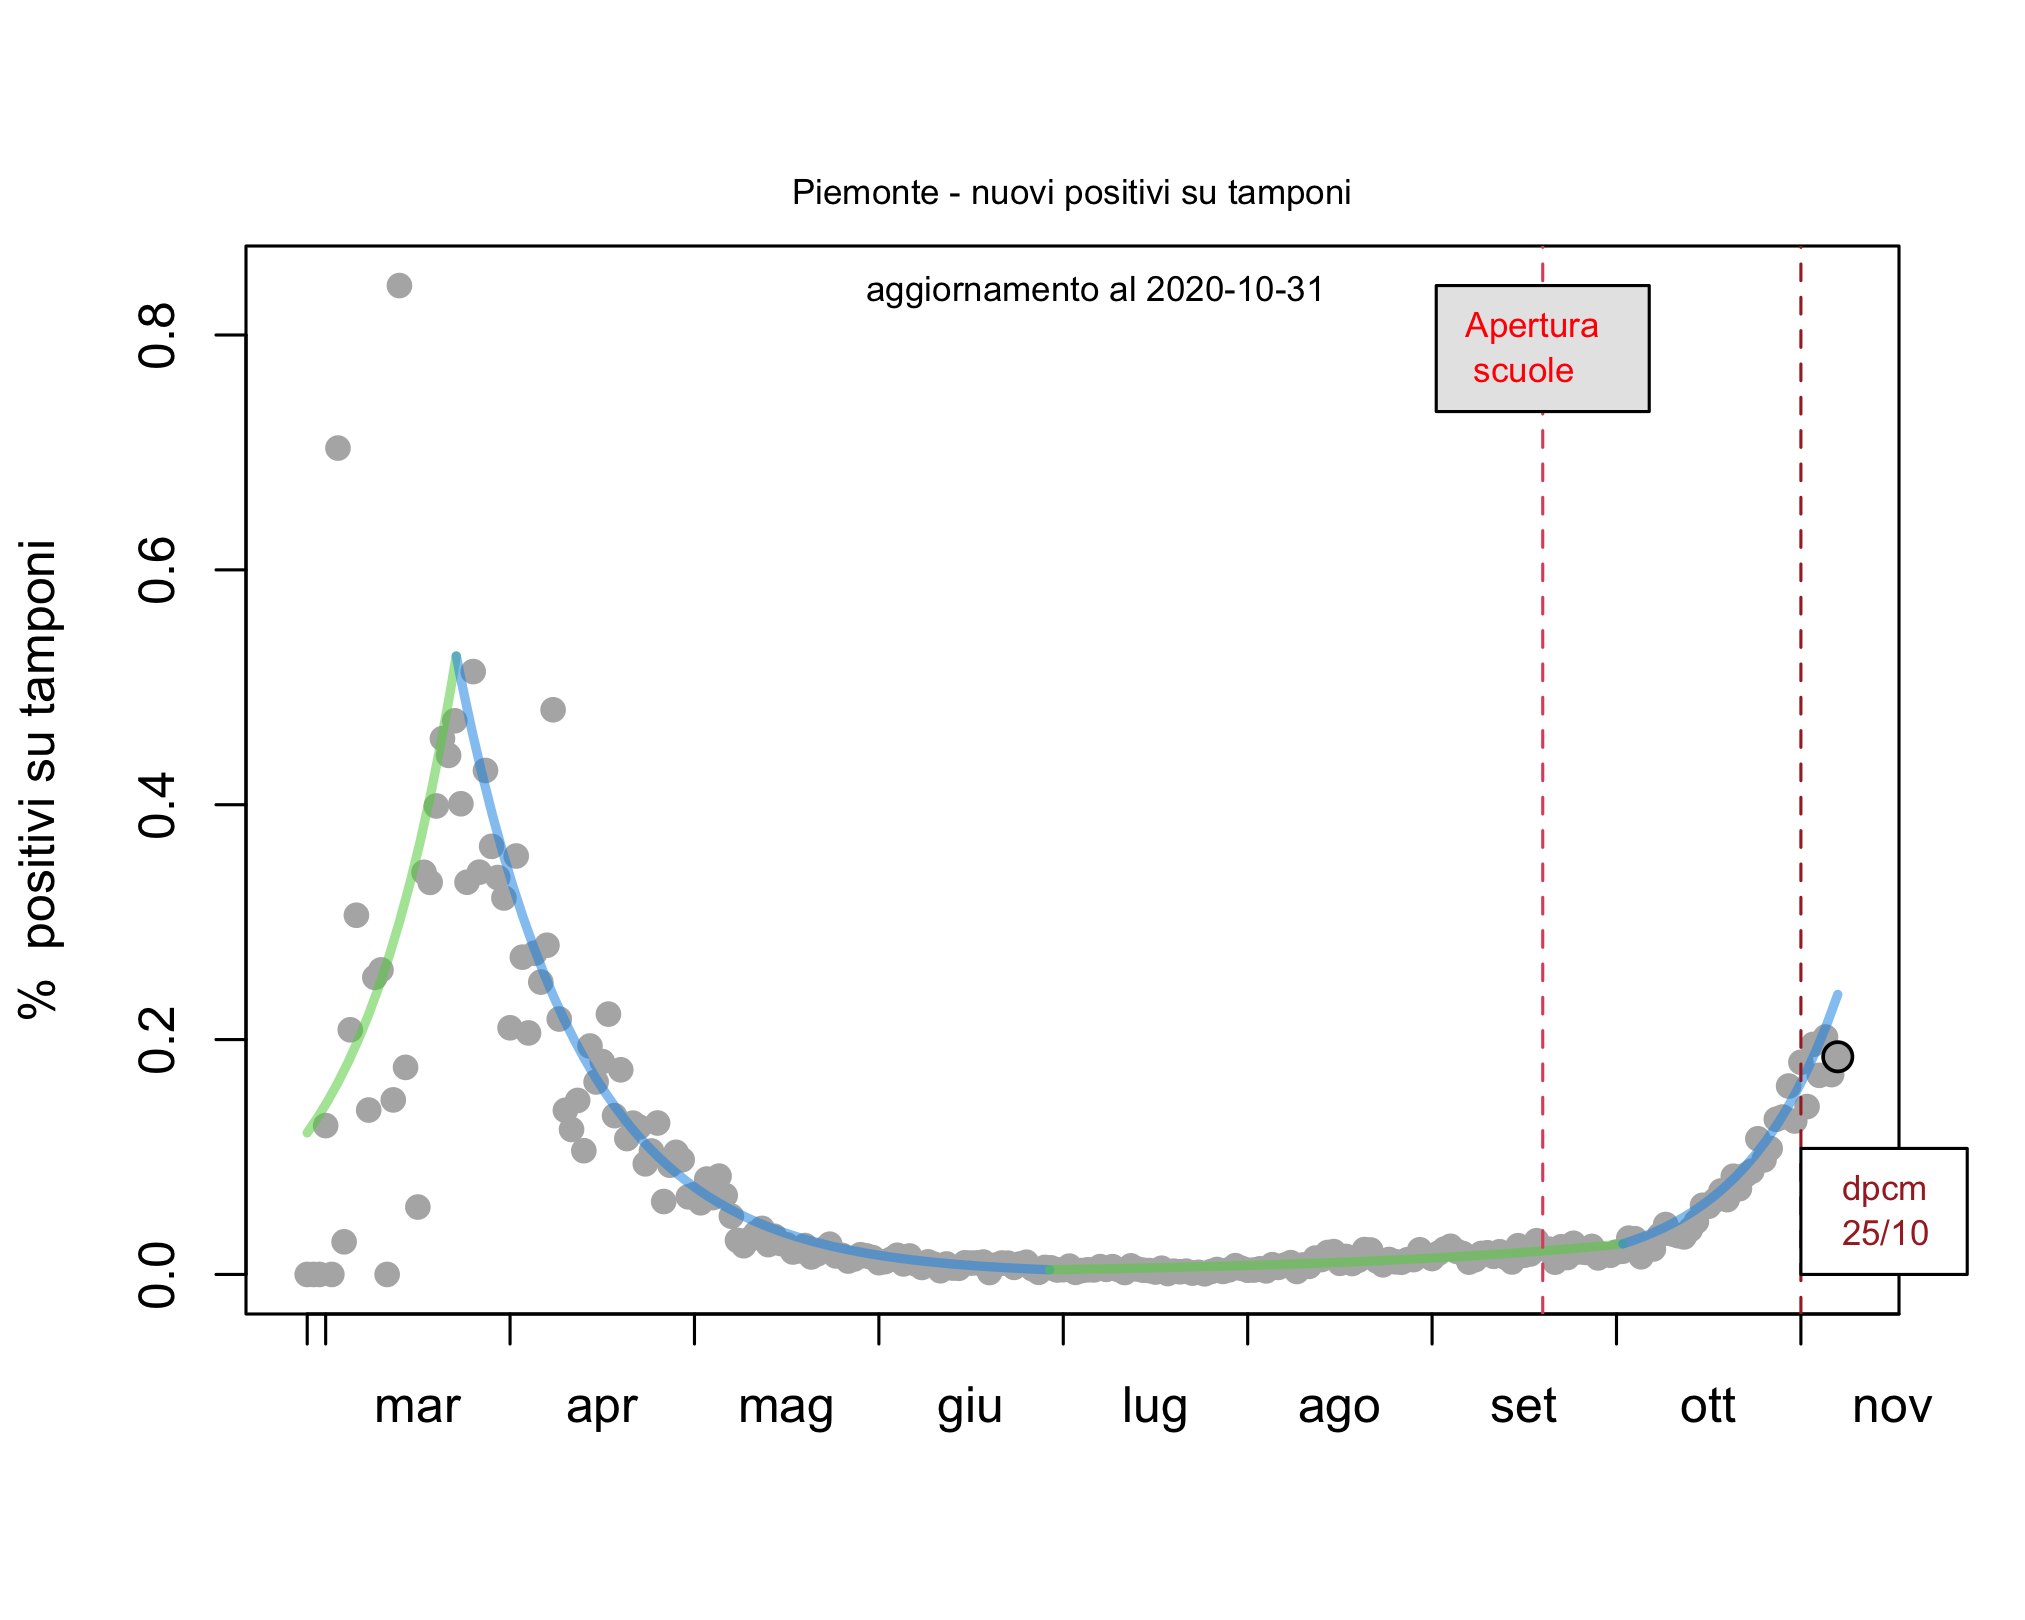 Piemonte - nuovi positivi su tamponi
aggiornamento al 2020-10-31
Apertura
scuole
% positivi su tamponi
0.8
0.6
0.4
0.2
0.0
dpcm
25/10
mar apr mag giu lug ago set ott nov